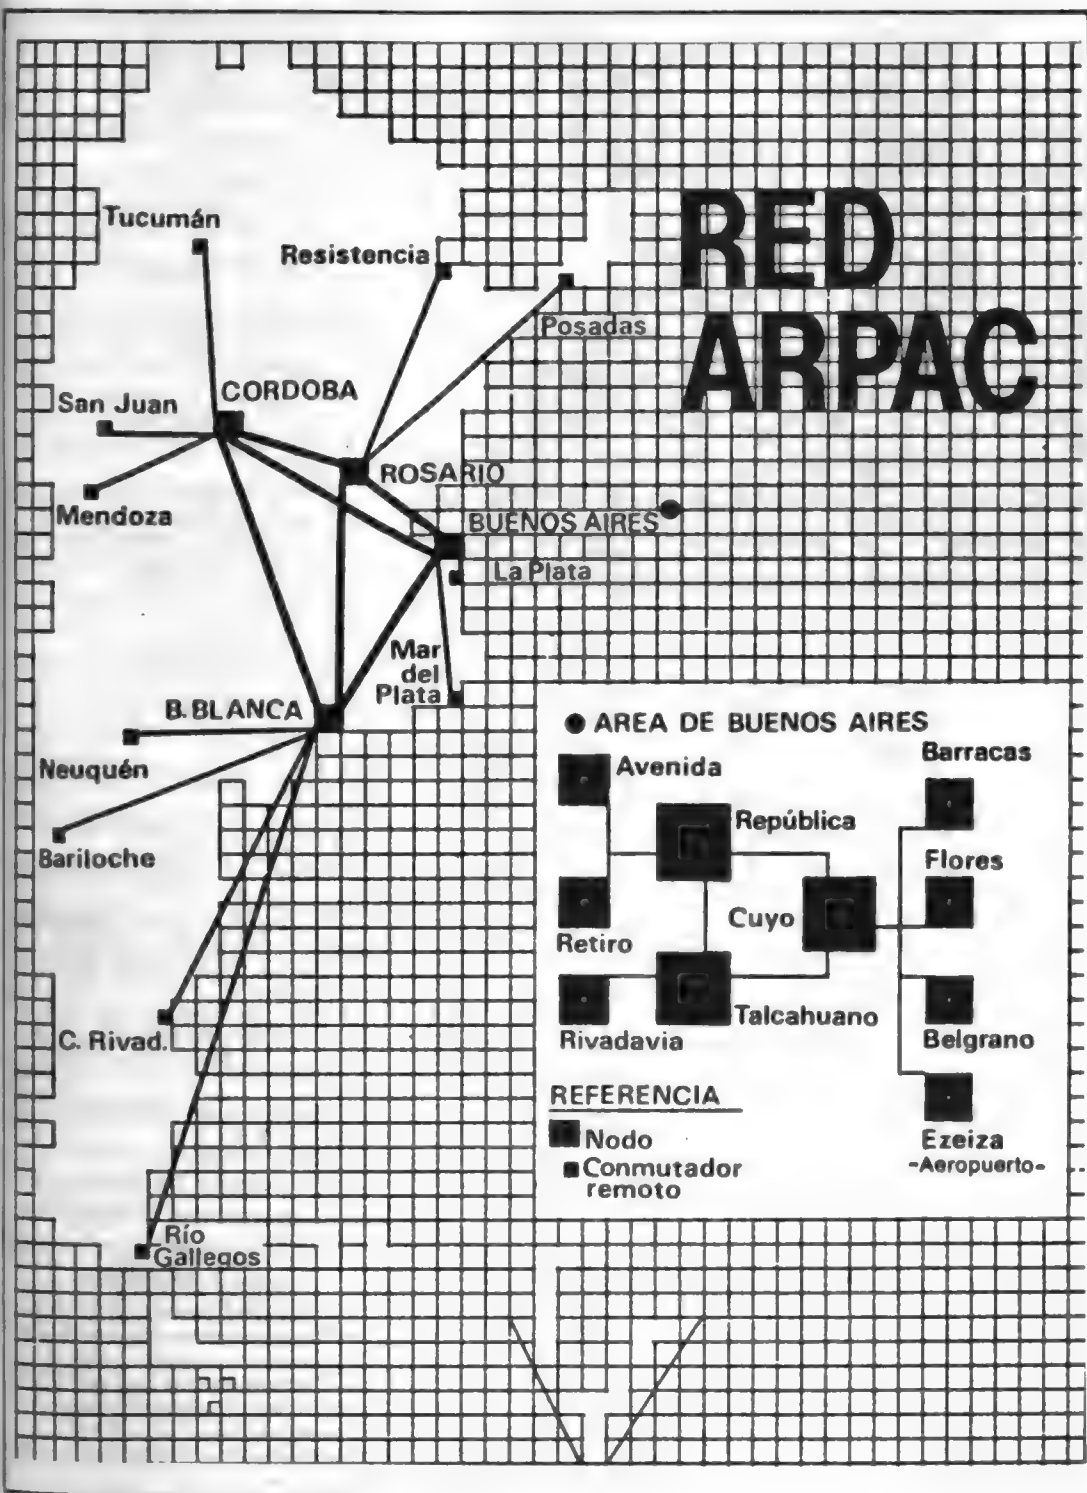 RED
ARPAC
Tucumán
Resistencia
Posadas
San Juan
CORDOBA
ROSARIO
Mendoza
BUENOS AIRES
La Plata
Mar
del
Plata
B.BLANCA
Neuquén
Bariloche
C. Rivad.
Río
Gallegos
AREA DE BUENOS AIRES
Avenida
Barracas
República
Flores
Cuyo
Retiro
Talcahuano
Rivadavia
Belgrano
REFERENCIA
Nodo
Conmutador
remoto
Ezeiza
-Aeropuerto-